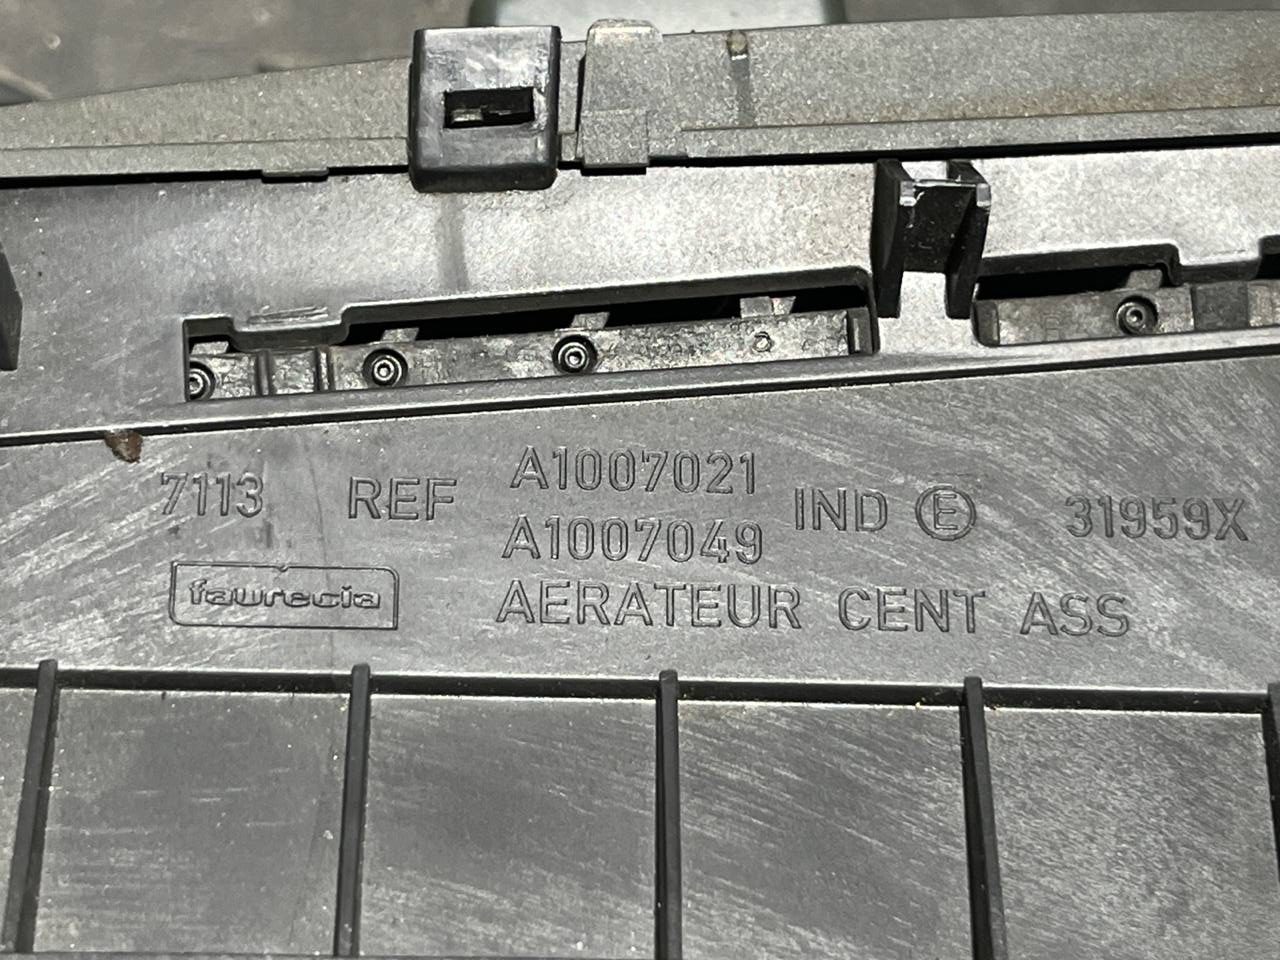 7113 REF A1007021 IND E 31959X
A1007049
faurecia AERATEUR CENT ASS